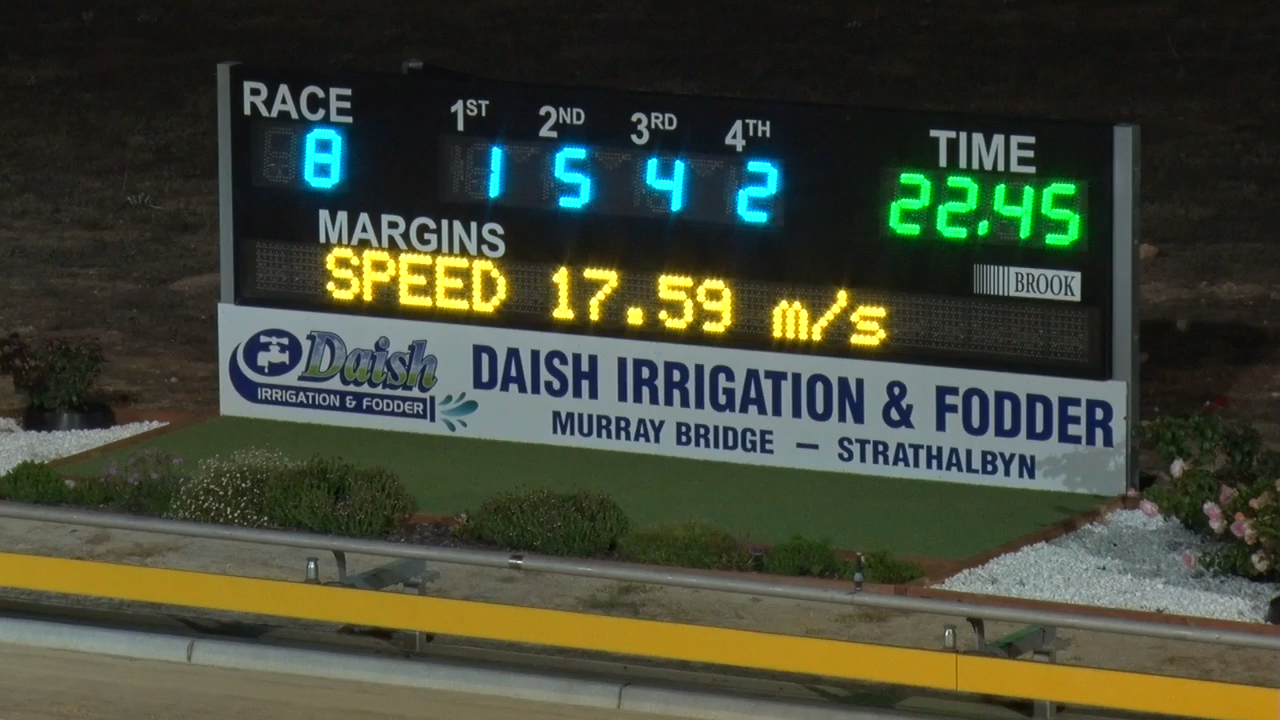 RACE 1ST 2ND 3RD 4TH TIME
8 1 5 4 2 22.45
MARGINS
SPEED 17.59 m/s
BROOK
Daish
IRRIGATION & FODDER
DAISH IRRIGATION & FODDER
MURRAY BRIDGE — STRATHALBYN